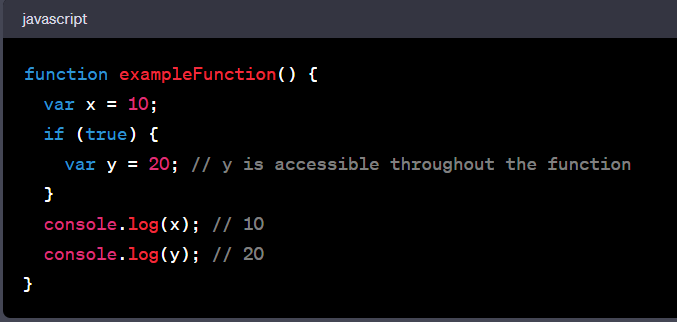 javascript
function exampleFunction() {
  var x = 10;
  if (true) {
    var y = 20; // y is accessible throughout the function
  }
  console.log(x); // 10
  console.log(y); // 20
}